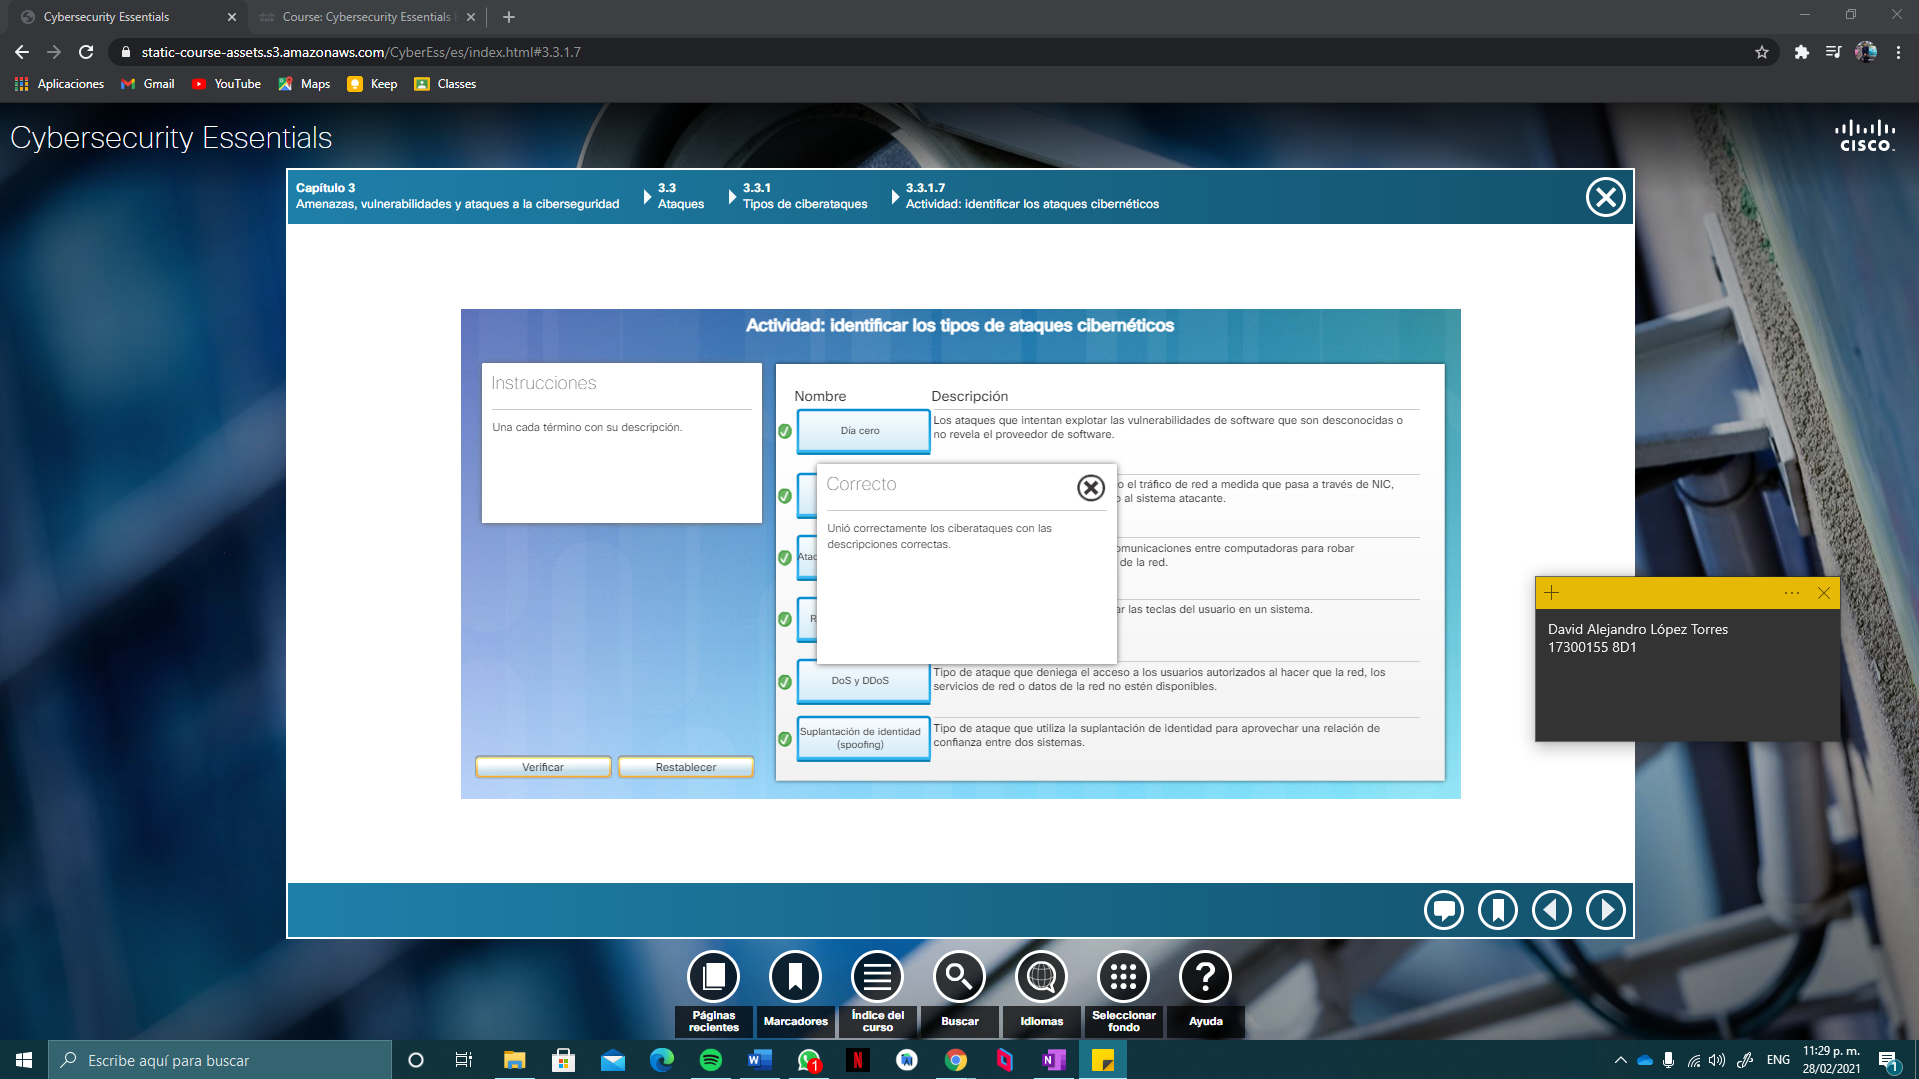 Cybersecurity Essentials
Course: Cybersecurity Essentials
static-course-assets.s3.amazonaws.com/CyberEss/es/index.html#3.3.1.7
Aplicaciones
Gmail
YouTube
Maps
Keep
Classes
Cybersecurity Essentials
CISCO
Capítulo 3
Amenazas, vulnerabilidades y ataques a la ciberseguridad
3.3
Ataques
3.3.1
Tipos de ciberataques
3.3.1.7
Actividad: identificar los ataques cibernéticos
Actividad: identificar los tipos de ataques cibernéticos
Instrucciones
Una cada término con su descripción.
Nombre
Descripción
Día cero
Los ataques que intentan explotar las vulnerabilidades de software que son desconocidas o
no revela el proveedor de software.
el tráfico de red a medida que pasa a través de NIC,
al sistema atacante.
Correcto
Unió correctamente los ciberataques con las
descripciones correctas.
municaciones entre computadoras para robar
de la red.
ar las teclas del usuario en un sistema.
DoS y DDoS
Tipo de ataque que deniega el acceso a los usuarios autorizados al hacer que la red, los
servicios de red o datos de la red no estén disponibles.
Suplantación de identidad
(spoofing)
Tipo de ataque que utiliza la suplantación de identidad para aprovechar una relación de
confianza entre dos sistemas.
Verificar
Restablecer
David Alejandro López Torres
17300155 8D1
Páginas
recientes
Marcadores
Índice del
curso
Buscar
Idiomas
Seleccionar
fondo
Ayuda
Escribe aquí para buscar
ENG
11:29 p. m.
28/02/2021